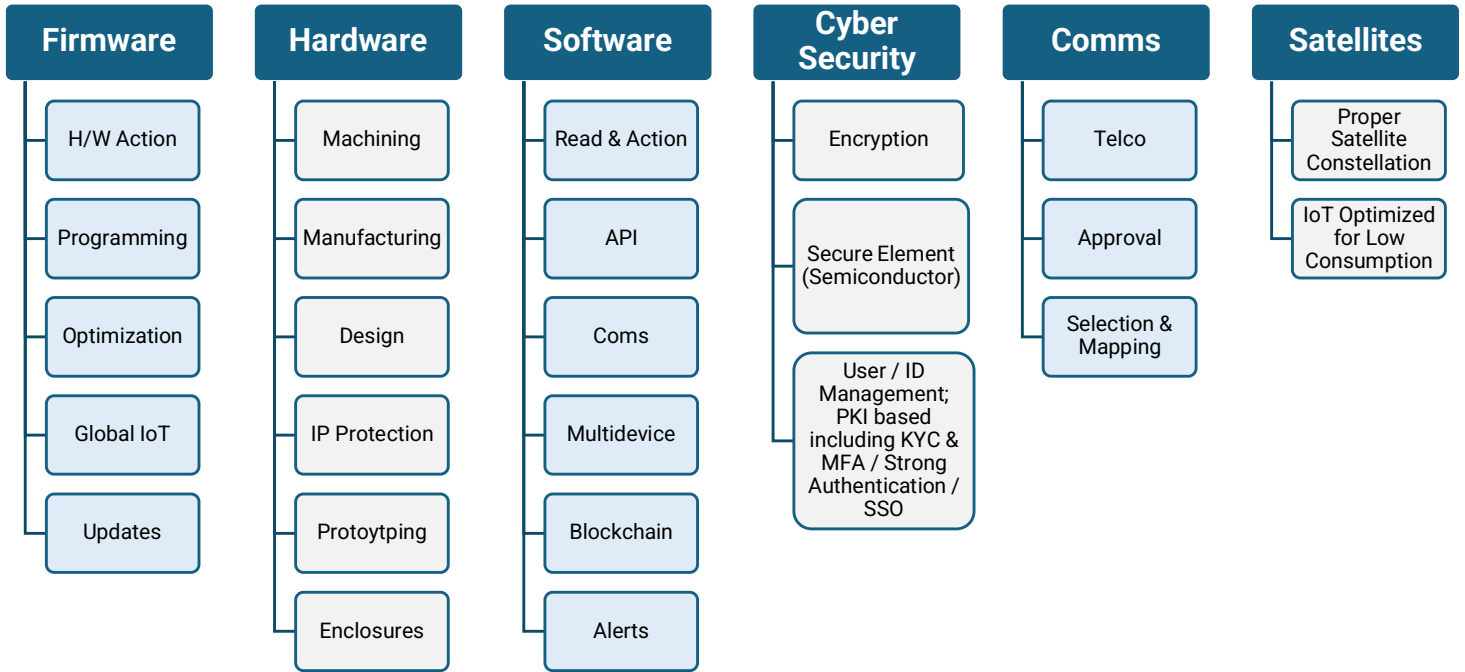 Firmware
H/W Action
Programming
Optimization
Global IoT
Updates
Hardware
Machining
Manufacturing
Design
IP Protection
Protoytping
Enclosures
Software
Read & Action
API
Coms
Multidevice
Blockchain
Alerts
Cyber
Security
Encryption
Secure Element
(Semiconductor)
User / ID
Management;
PKI based
including KYC &
MFA / Strong
Authentication /
SSO
Comms
Telco
Approval
Selection &
Mapping
Satellites
Proper
Satellite
Constellation
IoT Optimized
for Low
Consumption